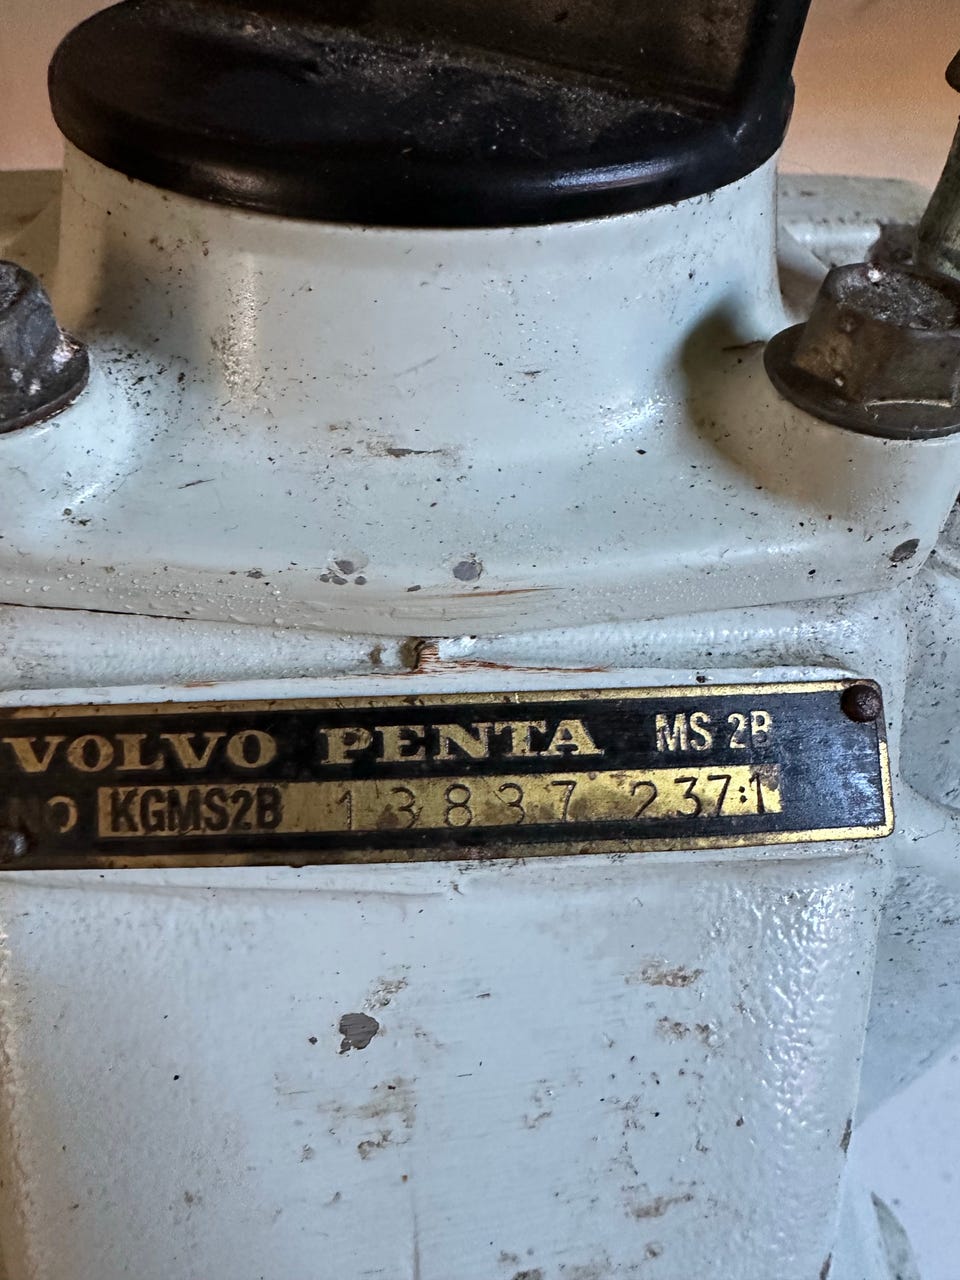 VOLVO PENTA MS 2B
NO KGMS2B 13837 237:1